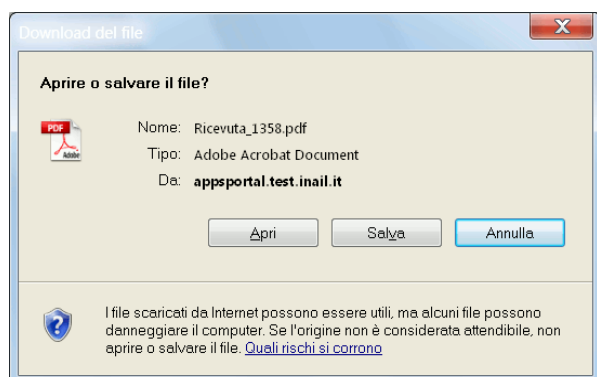 Download del file
X
Aprire o salvare il file?
PDF
Adobe
Nome: Ricevuta_1358.pdf
Tipo: Adobe Acrobat Document
Da: appsportal.test.inail.it
Apri Salva Annulla
?
I file scaricati da Internet possono essere utili, ma alcuni file possono
danneggiare il computer. Se l'origine non è considerata attendibile, non
aprire o salvare il file. Quali rischi si corrono